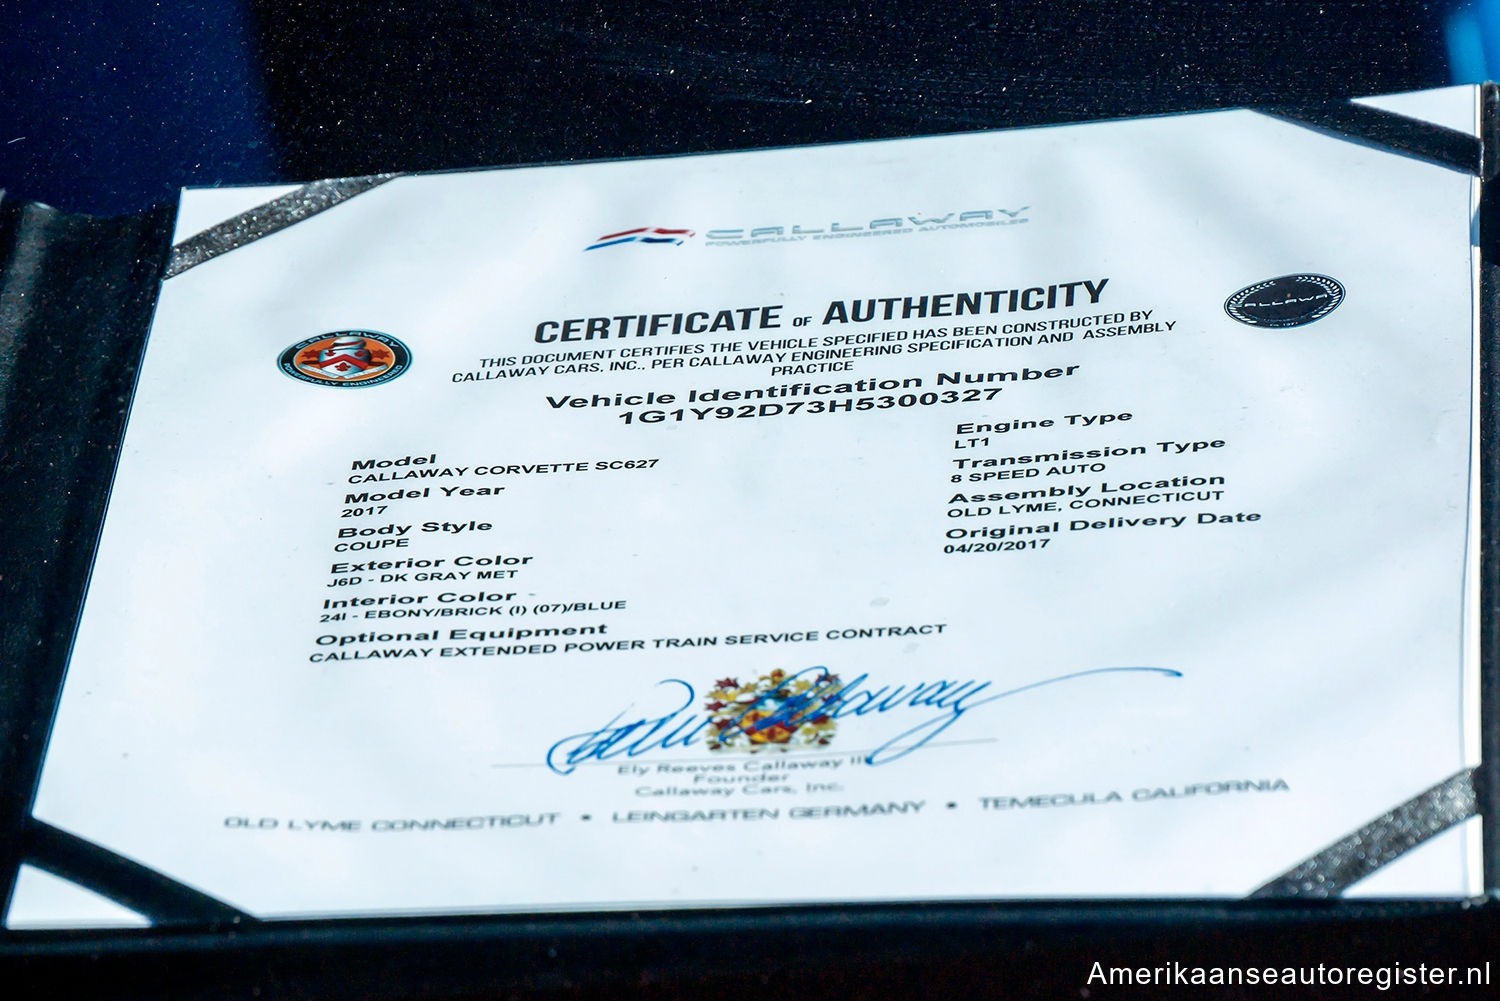 CALLAWAY
POWERFULLY ENGINEERED AUTOMOBILES
CERTIFICATE OF AUTHENTICITY
THIS DOCUMENT CERTIFIES THE VEHICLE SPECIFIED HAS BEEN CONSTRUCTED BY
CALLAWAY CARS, INC., PER CALLAWAY ENGINEERING SPECIFICATION AND ASSEMBLY
PRACTICE
CALLAWAY
POWERFULLY ENGINEERED
CALLAWAY
Vehicle Identification Number
1G1Y92D73H5300327
Model
CALLAWAY CORVETTE SC627
Model Year
2017
Body Style
COUPE
Exterior Color
J6D - DK GRAY MET
Interior Color
24I - EBONY/BRICK (I) (07)/BLUE
Optional Equipment
CALLAWAY EXTENDED POWER TRAIN SERVICE CONTRACT
Engine Type
LT1
Transmission Type
8 SPEED AUTO
Assembly Location
OLD LYME, CONNECTICUT
Original Delivery Date
04/20/2017
Ely Reeves Callaway III
Founder
Callaway Cars, Inc.
OLD LYME CONNECTICUT • LEINGARTEN GERMANY • TEMECULA CALIFORNIA
Amerikaanseautoregister.nl